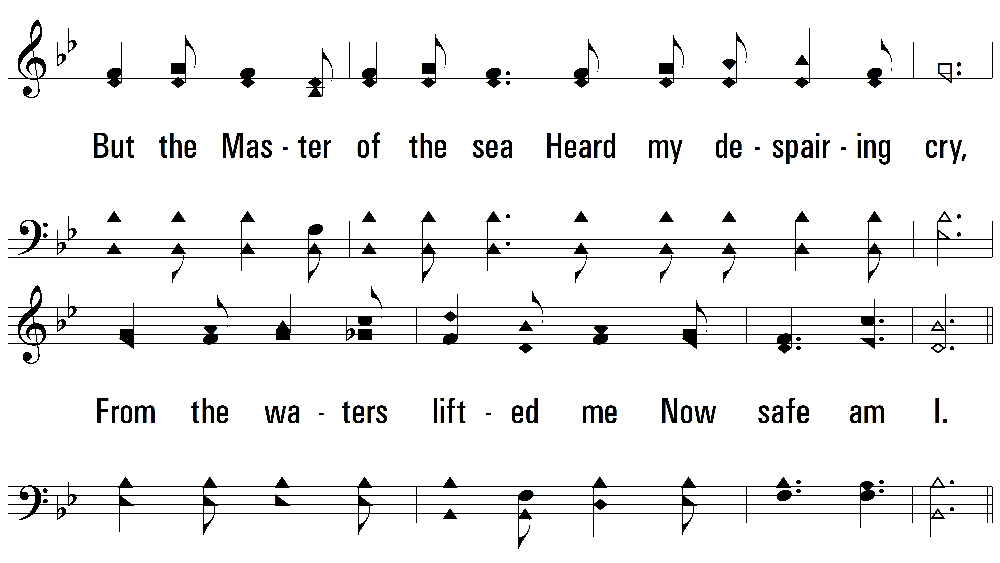 But the Mas - ter of the sea Heard my de - spair - ing cry,
From the wa - ters lift - ed me Now safe am I.